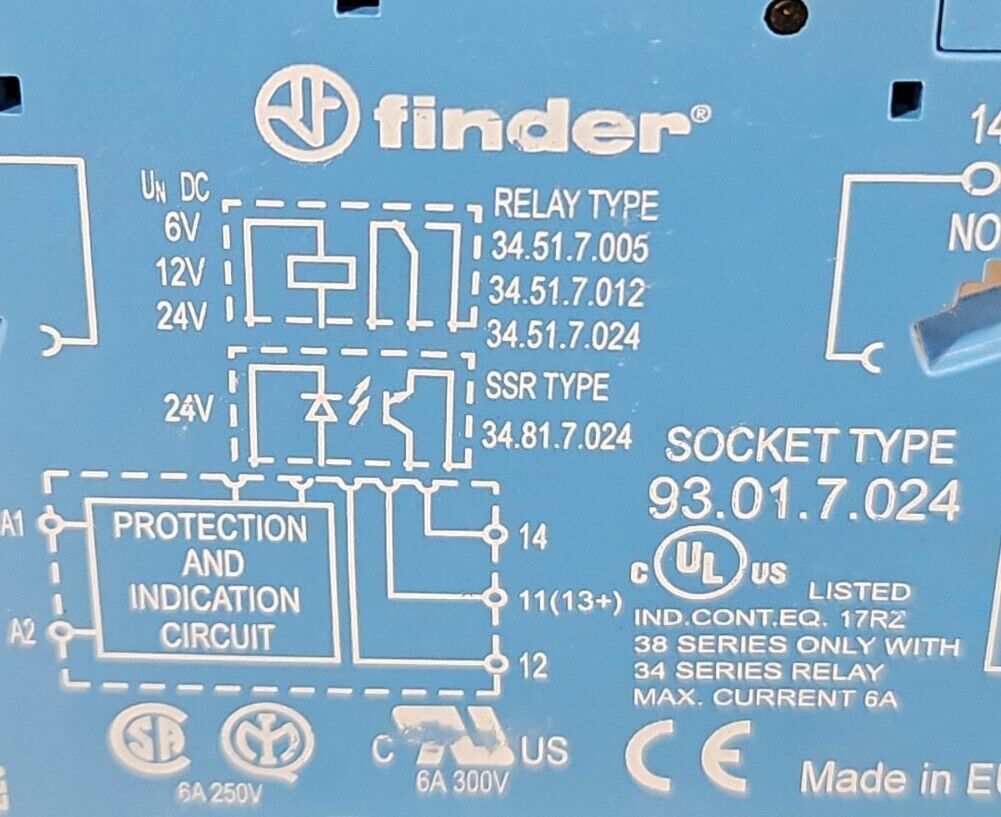 finder®
14
NO
UN DC
6V
12V
24V
RELAY TYPE
34.51.7.005
34.51.7.012
34.51.7.024
24V
SSR TYPE
34.81.7.024
SOCKET TYPE
93.01.7.024
A1
A2
PROTECTION
AND
INDICATION
CIRCUIT
14
11(13+)
12
C UL US
LISTED
IND.CONT.EQ. 17RZ
38 SERIES ONLY WITH
34 SERIES RELAY
MAX. CURRENT 6A
SA
6A 250V
C US
6A 300V
CE
Made in